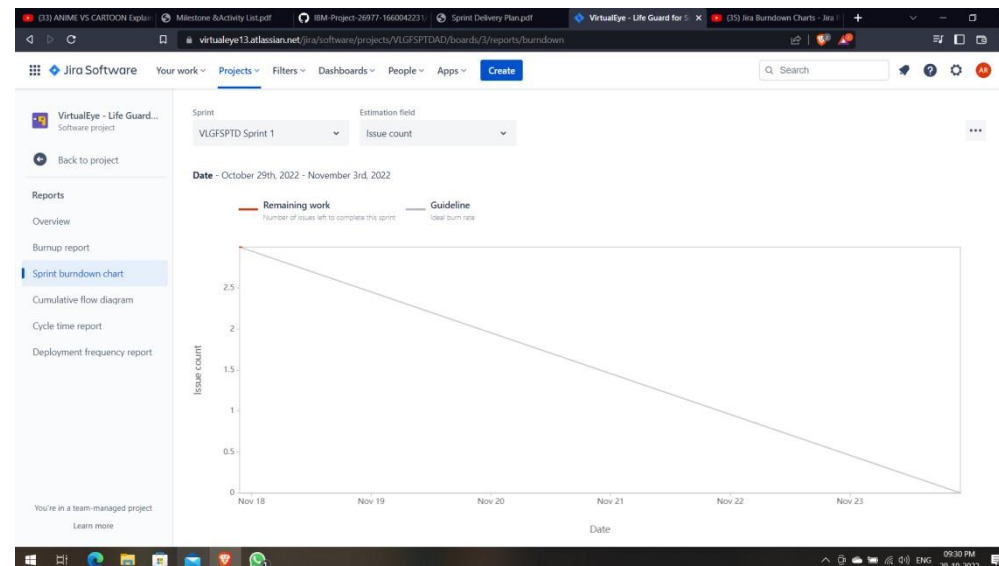 (33) ANIME VS CARTOON Explai
Milestone &Activity List.pdf
IBM-Project-26977-1660042231/
Sprint Delivery Plan.pdf
VirtualEye - Life Guard for S
(35) Jira Burndown Charts - Jira
virtualeye13.atlassian.net/jira/software/projects/VLGFSPTDAD/boards/3/reports/burndown
Jira Software
Your work
Projects
Filters
Dashboards
People
Apps
Create
Search
AR
VirtualEye - Life Guard...
Software project
Back to project
Reports
Overview
Burnup report
Sprint burndown chart
Cumulative flow diagram
Cycle time report
Deployment frequency report
You're in a team-managed project
Learn more
Sprint
VLGFSPTD Sprint 1
Estimation field
Issue count
Date - October 29th, 2022 - November 3rd, 2022
Remaining work
Number of issues left to complete this sprint
Guideline
Ideal burn rate
2.5
2
1.5
1
0.5
0
Issue count
Nov 18
Nov 19
Nov 20
Nov 21
Nov 22
Nov 23
Date
ENG
09:30 PM